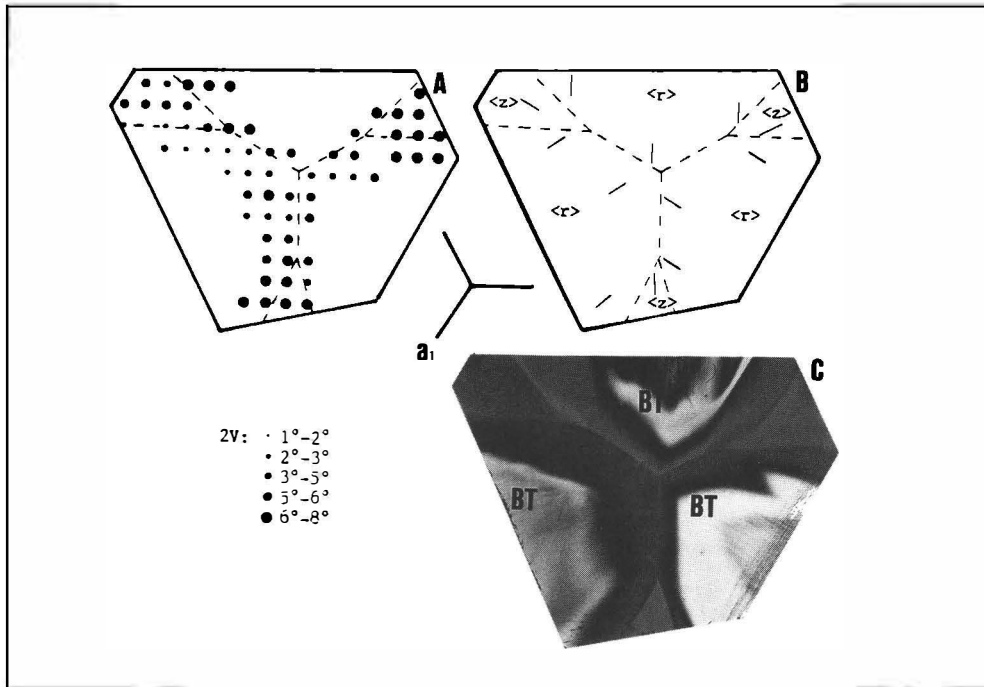 A
B
<r>
<z>
<z>
<r>
<r>
<z>
a1
C
BT
BT
BT
2V: · 1°-2°
• 2°-3°
• 3°-5°
● 5°-6°
● 6°-8°